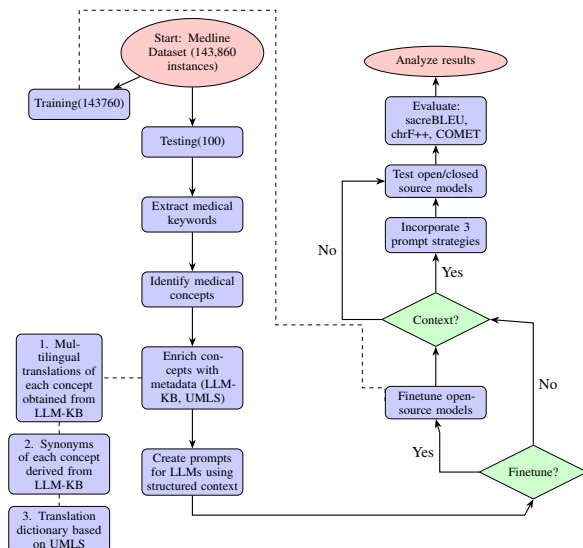 Start: Medline
Dataset (143,860
instances)
Training(143760)
Testing(100)
Extract medical
keywords
Identify medical
concepts
Enrich con-
cepts with
metadata (LLM-
KB, UMLS)
1. Mul-
tilingual
translations of
each concept
obtained from
LLM-KB
2. Synonyms
of each concept
derived from
LLM-KB
3. Translation
dictionary based
on UMLS
Create prompts
for LLMs using
structured context
Finetune?
Yes
No
Finetune open-
source models
Context?
Yes
No
Incorporate 3
prompt strategies
Test open/closed
source models
Evaluate:
sacreBLEU,
chrF++, COMET
Analyze results